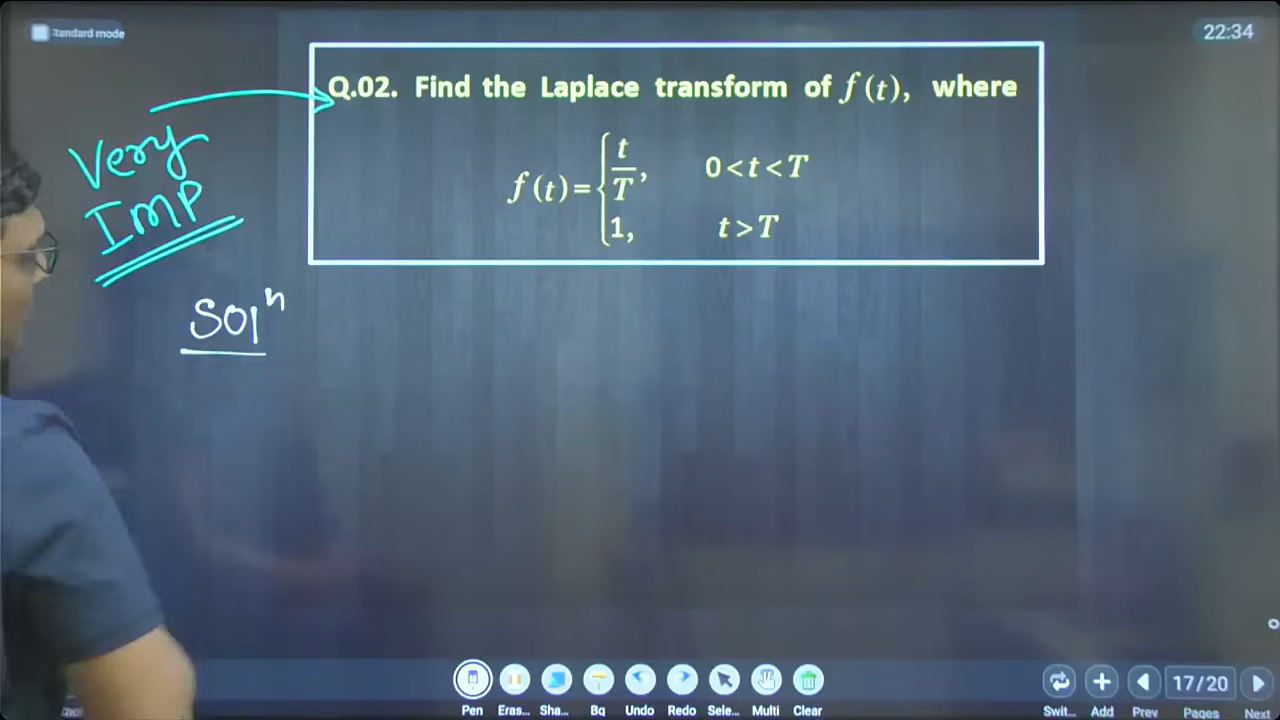 Standard mode
22:34
Q.02. Find the Laplace transform of f(t), where
f(t)={ t/T, 0<t<T
1, t>T
Very
IMP
Solⁿ
Pen Eras... Sha... Bg Undo Redo Sele... Multi Clear
Swit... Add Prev 17/20 Pages Next